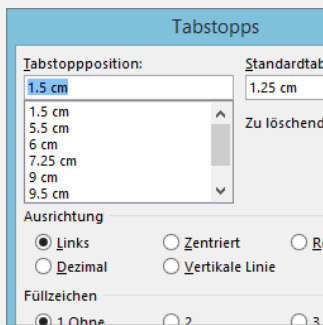 Tabstopps
Tabstoppposition: Standardtab
1.5 cm 1.25 cm
1.5 cm
5.5 cm
6 cm
7.25 cm
9 cm
9.5 cm
Zu löschend
Ausrichtung
Links Zentriert R
Dezimal Vertikale Linie
Füllzeichen
1 Ohne 2 3